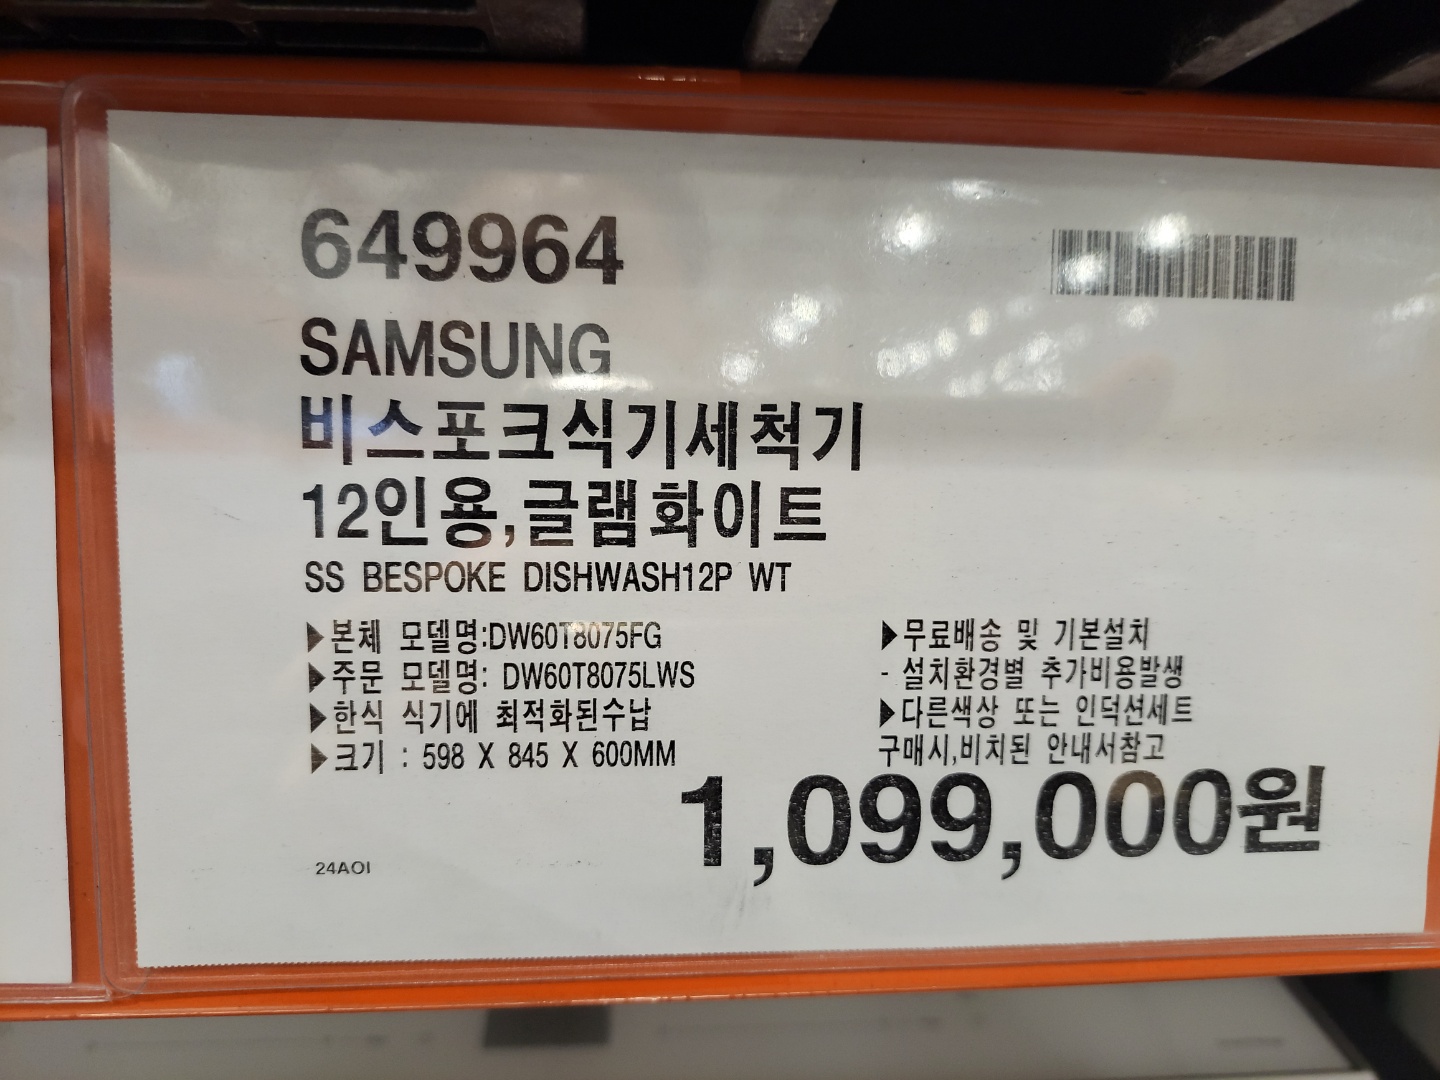 649964
SAMSUNG
비스포크식기세척기
12인용,글램화이트
SS BESPOKE DISHWASH12P WT
▶본체 모델명:DW60T8075FG
▶주문 모델명: DW60T8075LWS
▶한식 식기에 최적화된수납
▶크기 : 598 X 845 X 600MM
▶무료배송 및 기본설치
- 설치환경별 추가비용발생
▶다른색상 또는 인덕션세트
구매시,비치된 안내서참고
1,099,000원
24AOI